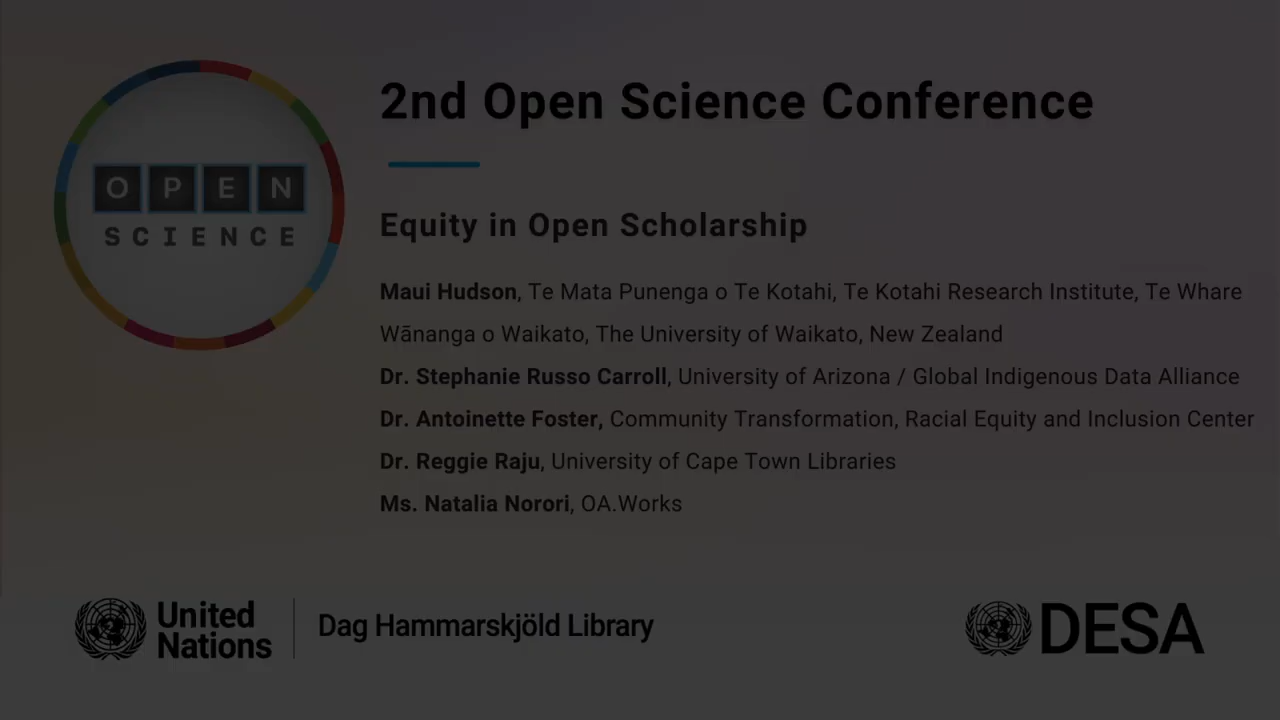 OPEN
SCIENCE
2nd Open Science Conference
Equity in Open Scholarship
Maui Hudson, Te Mata Punenga o Te Kotahi, Te Kotahi Research Institute, Te Whare
Wānanga o Waikato, The University of Waikato, New Zealand
Dr. Stephanie Russo Carroll, University of Arizona / Global Indigenous Data Alliance
Dr. Antoinette Foster, Community Transformation, Racial Equity and Inclusion Center
Dr. Reggie Raju, University of Cape Town Libraries
Ms. Natalia Norori, OA.Works
United
Nations
Dag Hammarskjöld Library
DESA